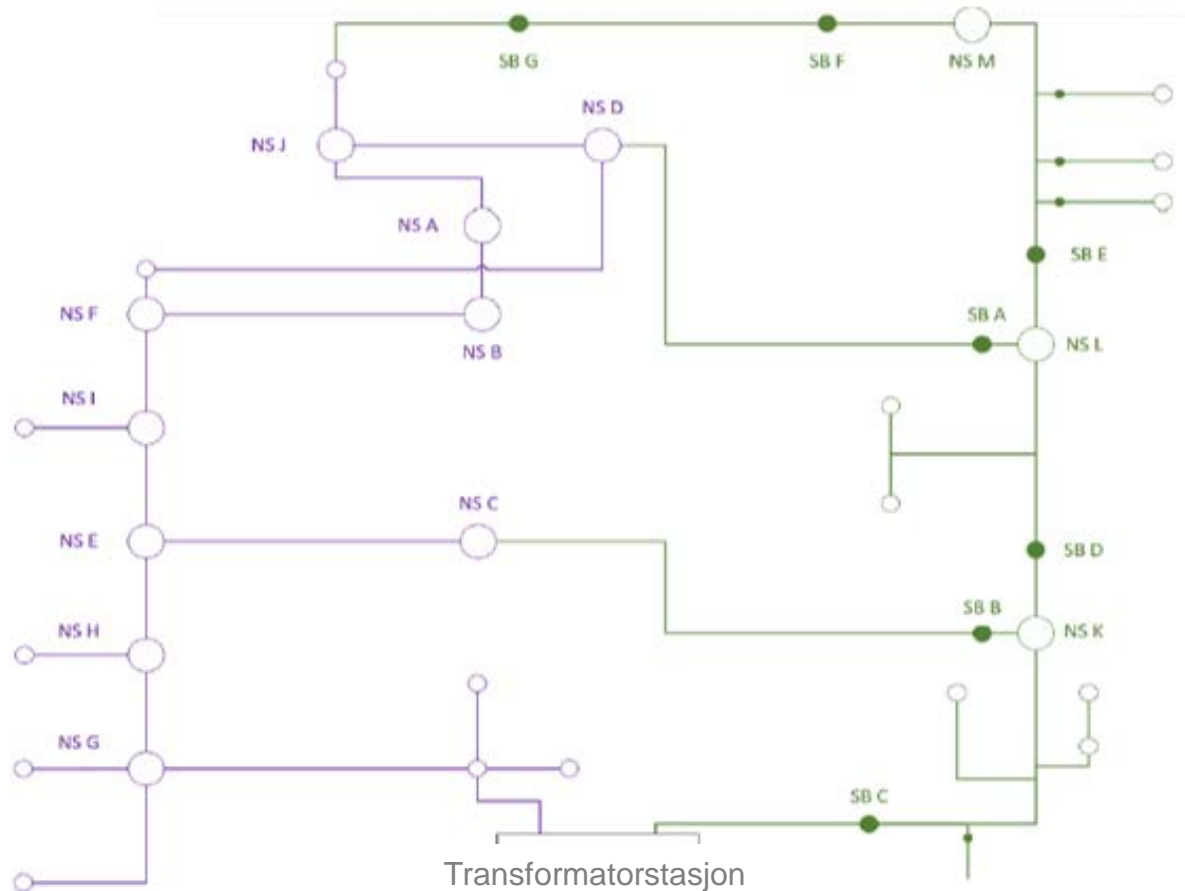 SB G
SB F
NS M
NS D
NS J
NS A
SB E
NS F
SB A
NS L
NS B
NS I
NS C
NS E
SB D
SB B
NS H
NS K
NS G
SB C
Transformatorstasjon